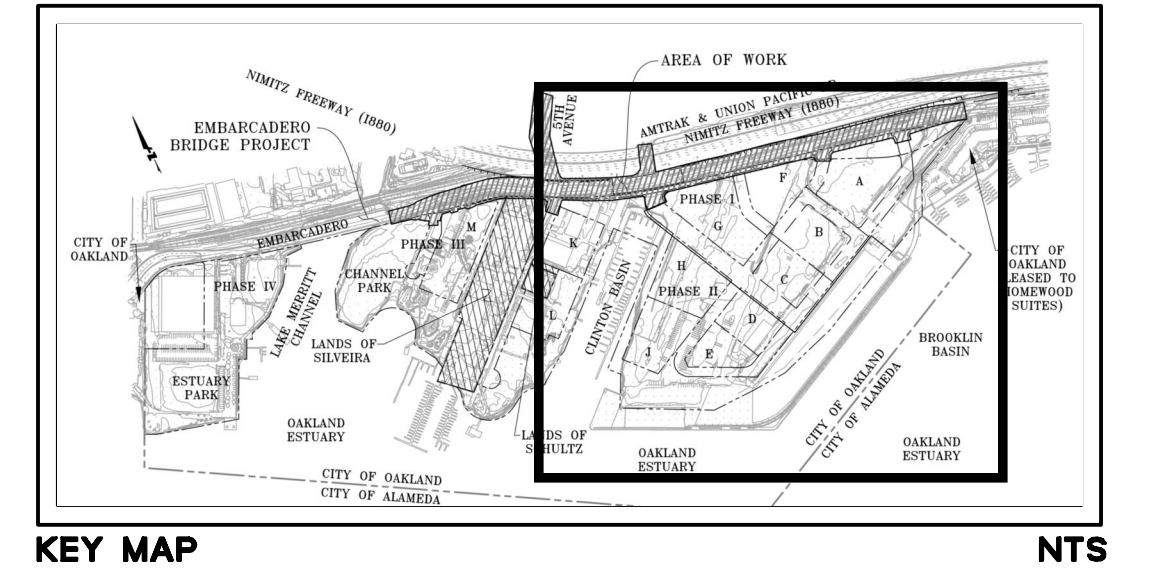 AREA OF WORK
NIMITZ FREEWAY (I880)
EMBARCADERO
BRIDGE PROJECT
5TH
AVENUE
AMTRAK & UNION PACIFIC
NIMITZ FREEWAY (I880)
CITY OF
OAKLAND
EMBARCADERO
PHASE III
M
K
PHASE I
F
A
G
B
CITY OF
OAKLAND
LEASED TO
HOMEWOOD
SUITES)
CHANNEL
PARK
PHASE IV
LAKE MERRITT
CHANNEL
CLINTON BASIN
H
PHASE II
C
L
D
J
E
LANDS OF
SILVEIRA
BROOKLIN
BASIN
ESTUARY
PARK
OAKLAND
ESTUARY
LANDS OF
SCHULTZ
OAKLAND
ESTUARY
CITY OF OAKLAND
CITY OF ALAMEDA
OAKLAND
ESTUARY
CITY OF OAKLAND
CITY OF ALAMEDA
KEY MAP
NTS